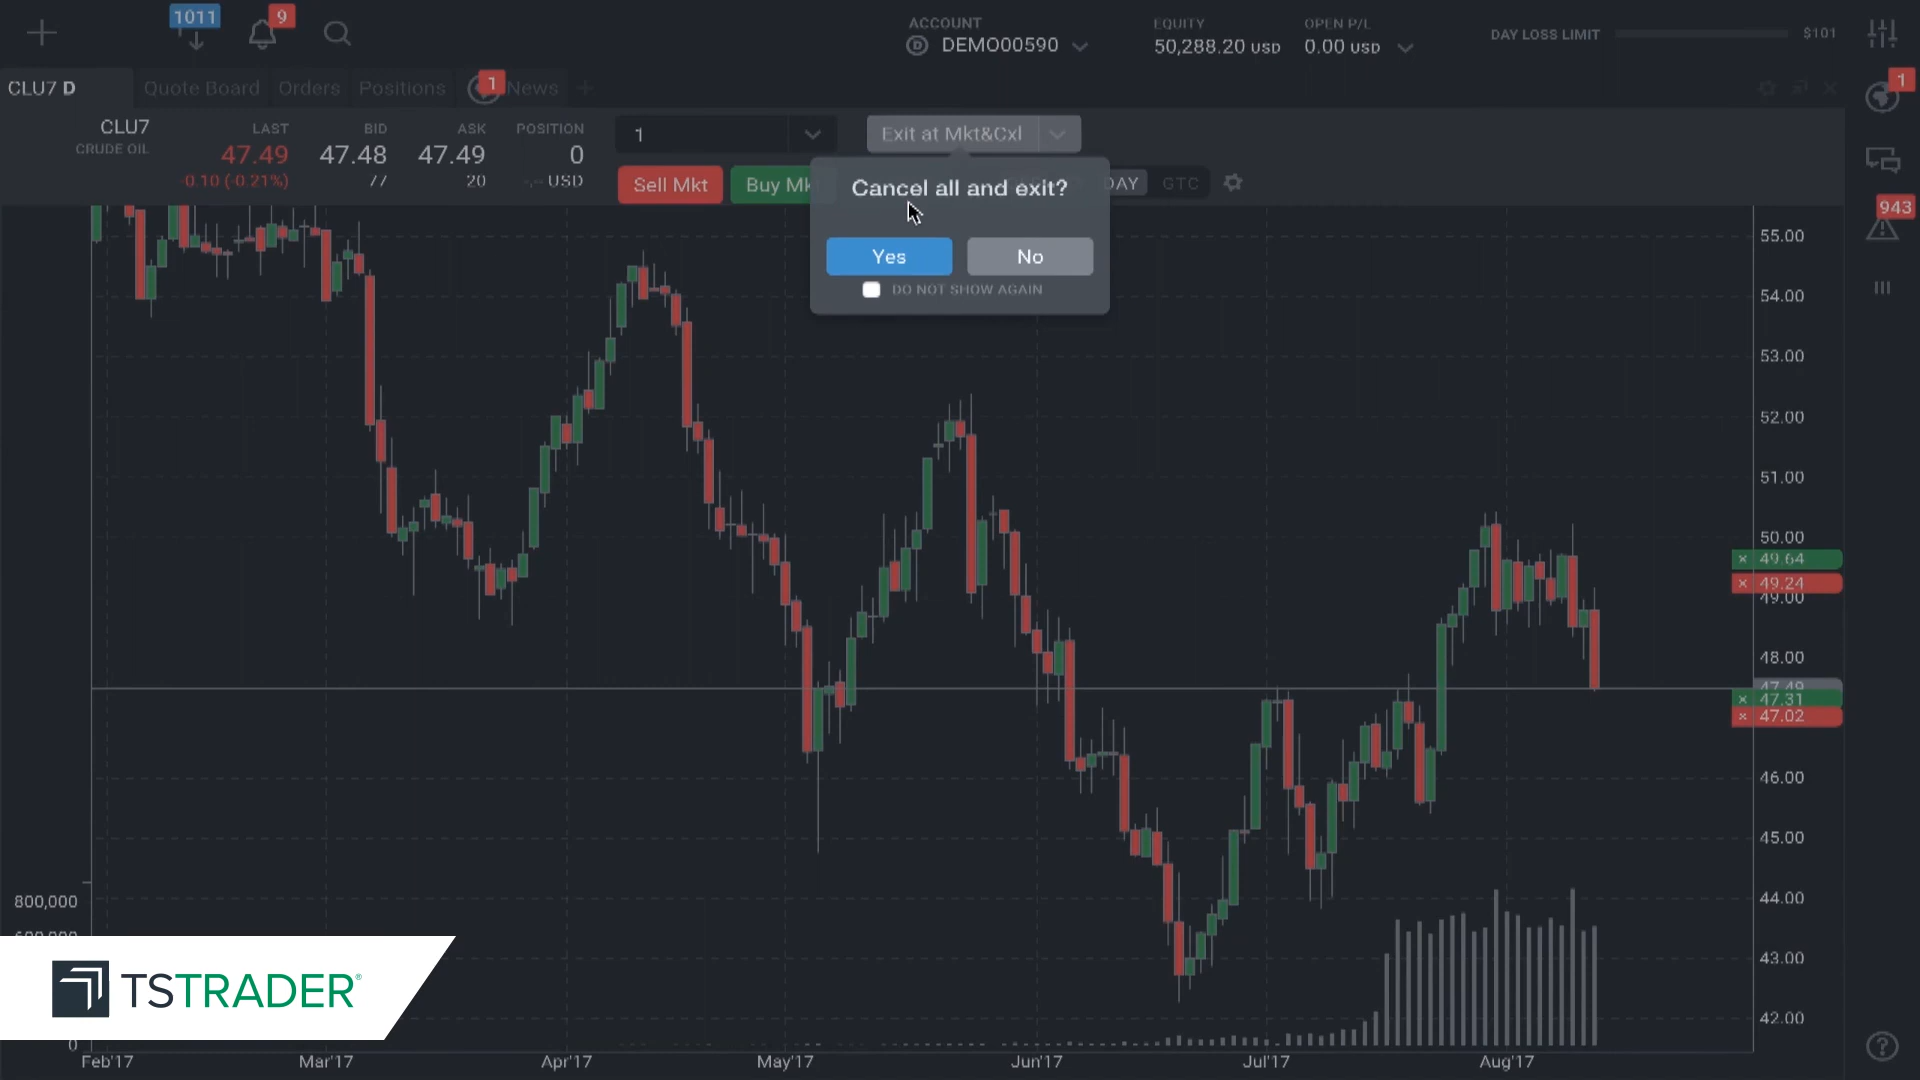 1011
9
ACCOUNT
D DEMO00590
EQUITY
50,288.20 USD
OPEN P/L
0.00 USD
DAY LOSS LIMIT
$101
CLU7 D
Quote Board
Orders
Positions
1
News
1
CLU7
CRUDE OIL
LAST
47.49
-0.10 (-0.21%)
BID
47.48
77
ASK
47.49
20
POSITION
0
-.-- USD
1
Exit at Mkt&Cxl
Sell Mkt
Buy Mk
DAY
GTC
Cancel all and exit?
Yes
No
DO NOT SHOW AGAIN
943
55.00
54.00
53.00
52.00
51.00
50.00
× 49.64
× 49.24
49.00
48.00
47.49
× 47.31
× 47.02
46.00
45.00
44.00
43.00
42.00
800,000
600,000
0
TSTRADER®
Feb'17
Mar'17
Apr'17
May'17
Jun'17
Jul'17
Aug'17
?